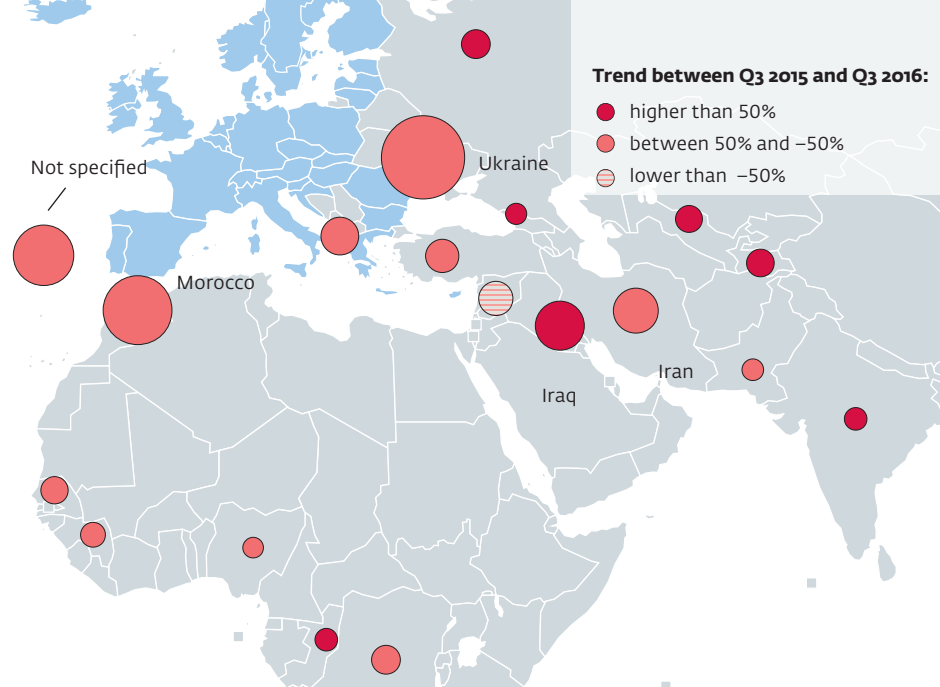 Trend between Q3 2015 and Q3 2016:
higher than 50%
between 50% and –50%
lower than –50%
Not specified
Ukraine
Morocco
Iran
Iraq